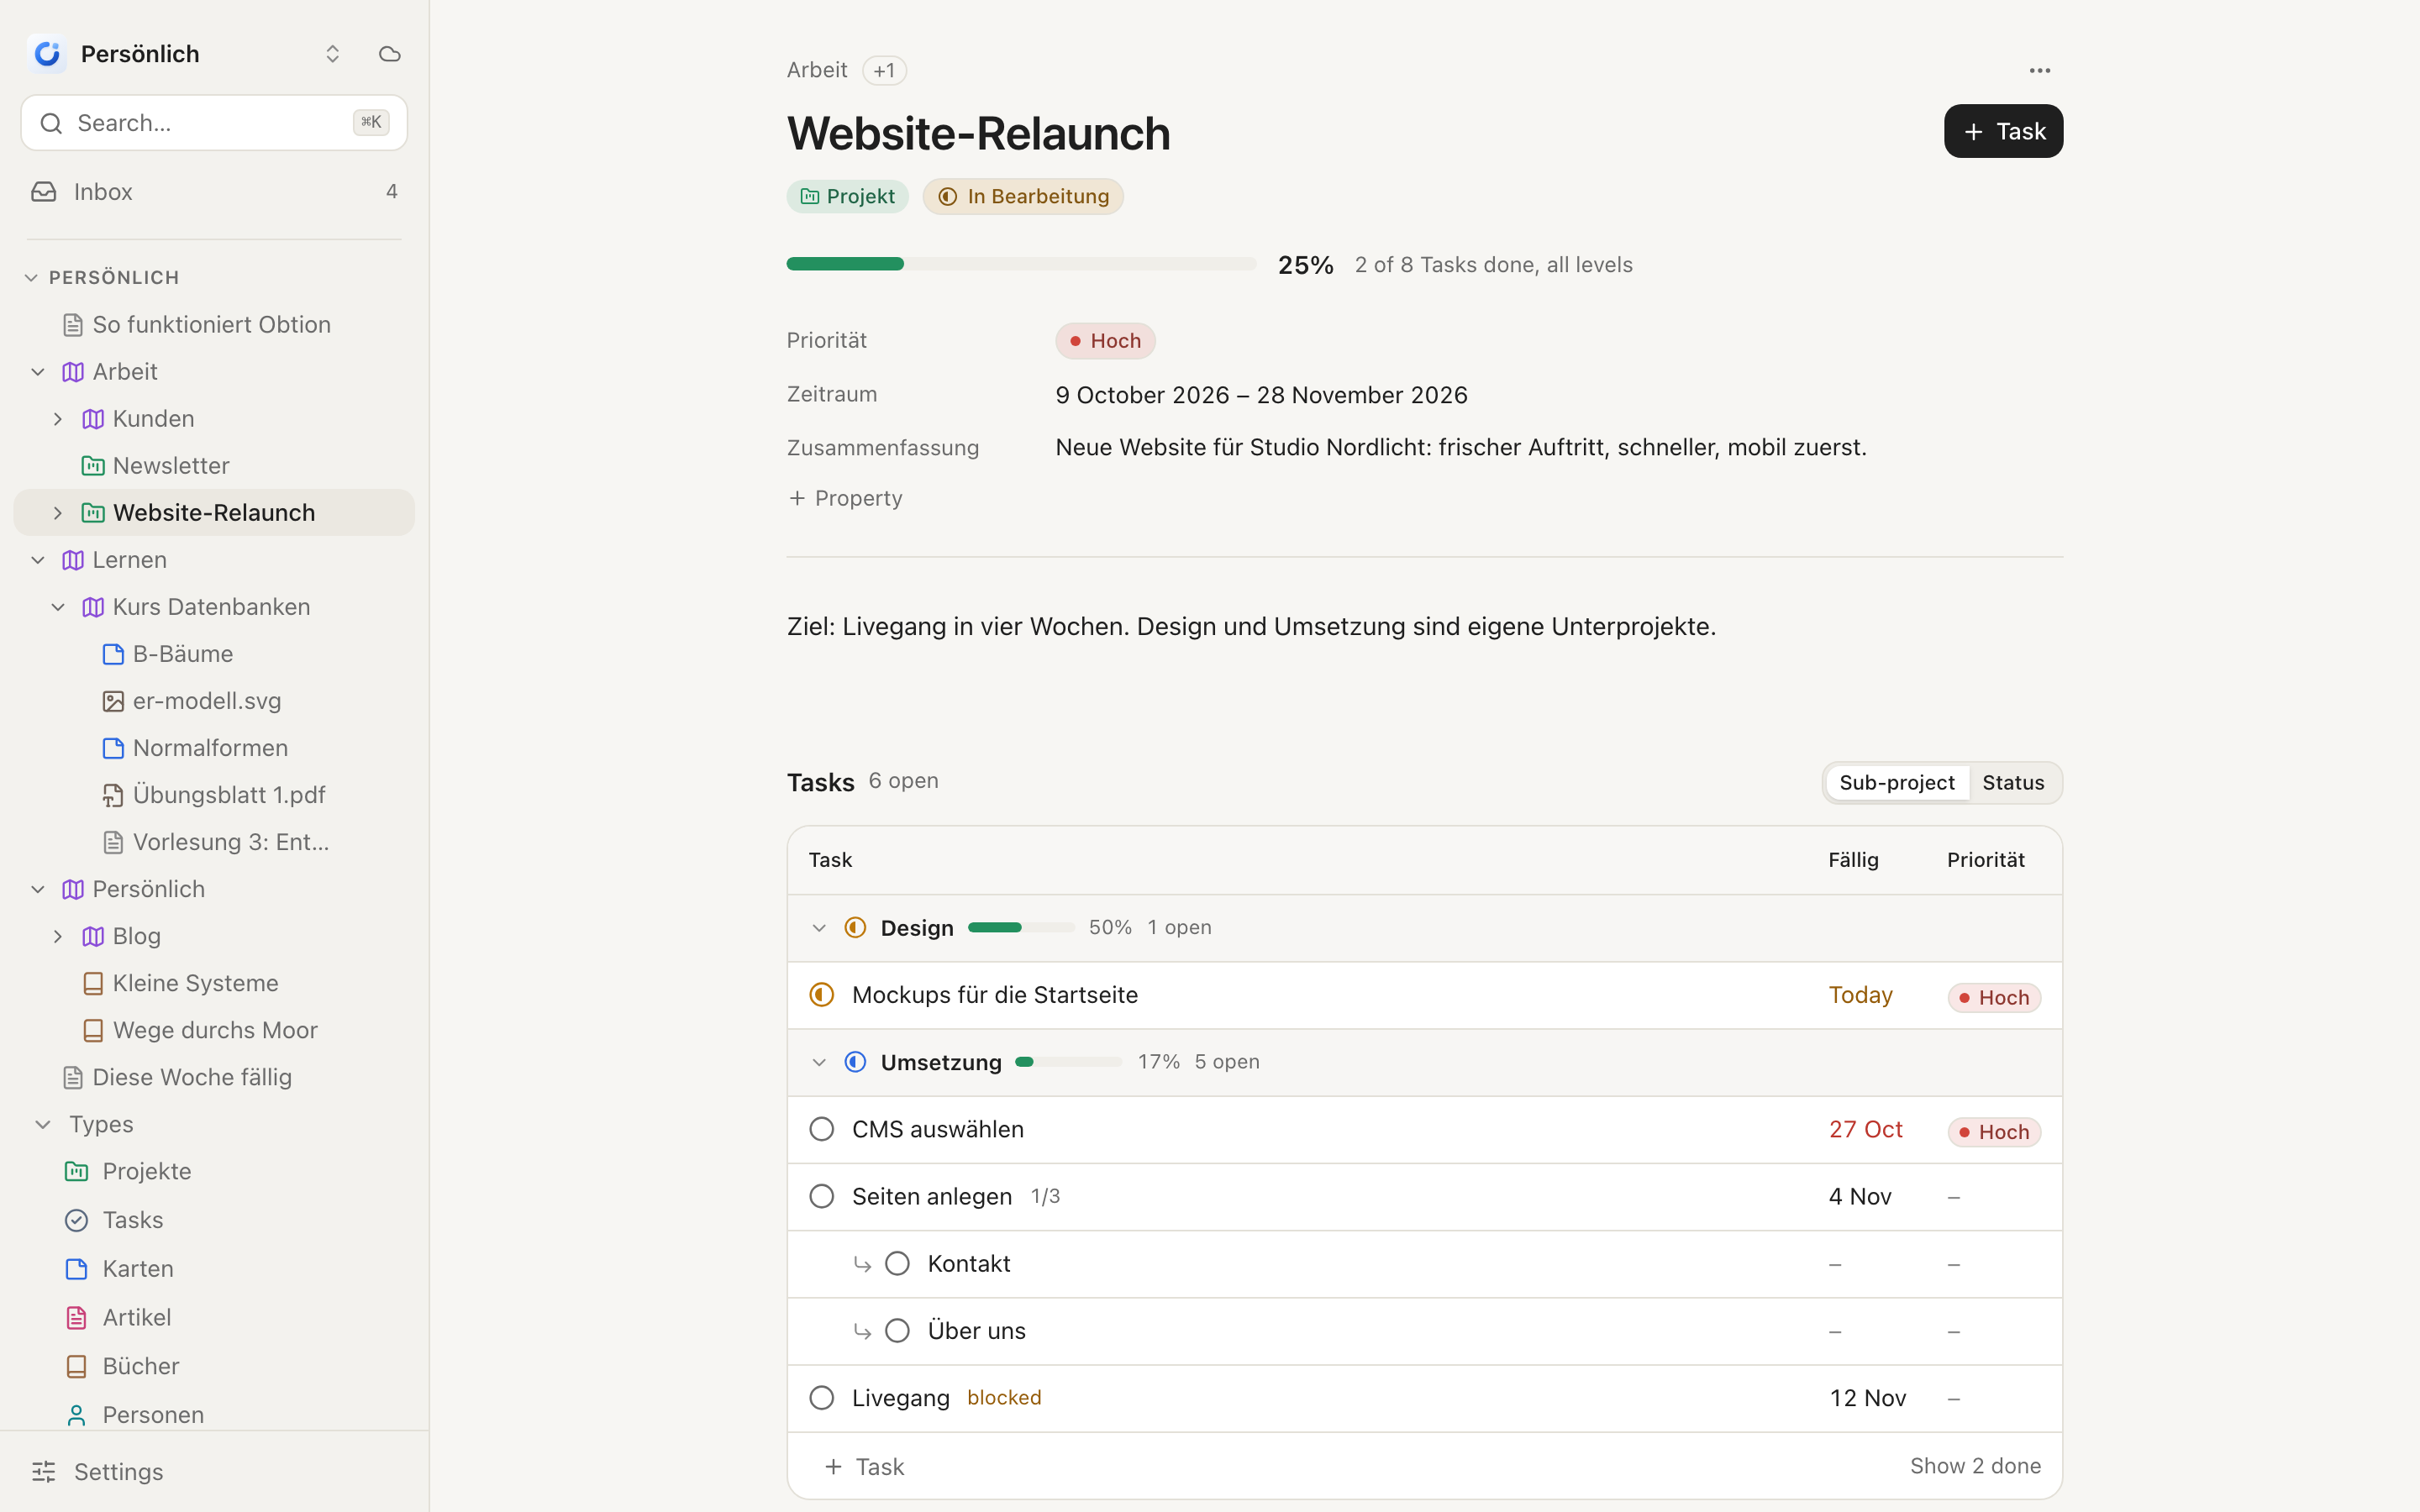 Persönlich
Search...
⌘K
Inbox 4
PERSÖNLICH
So funktioniert Obtion
Arbeit
Kunden
Newsletter
Website-Relaunch
Lernen
Kurs Datenbanken
B-Bäume
er-modell.svg
Normalformen
Übungsblatt 1.pdf
Vorlesung 3: Ent...
Persönlich
Blog
Kleine Systeme
Wege durchs Moor
Diese Woche fällig
Types
Projekte
Tasks
Karten
Artikel
Bücher
Personen
Settings
Arbeit +1
Website-Relaunch
+ Task
Projekt In Bearbeitung
25% 2 of 8 Tasks done, all levels
Priorität Hoch
Zeitraum 9 October 2026 – 28 November 2026
Zusammenfassung Neue Website für Studio Nordlicht: frischer Auftritt, schneller, mobil zuerst.
+ Property
Ziel: Livegang in vier Wochen. Design und Umsetzung sind eigene Unterprojekte.
Tasks 6 open
Sub-project Status
Task Fällig Priorität
Design 50% 1 open
Mockups für die Startseite Today Hoch
Umsetzung 17% 5 open
CMS auswählen 27 Oct Hoch
Seiten anlegen 1/3 4 Nov –
Kontakt – –
Über uns – –
Livegang blocked 12 Nov –
+ Task Show 2 done